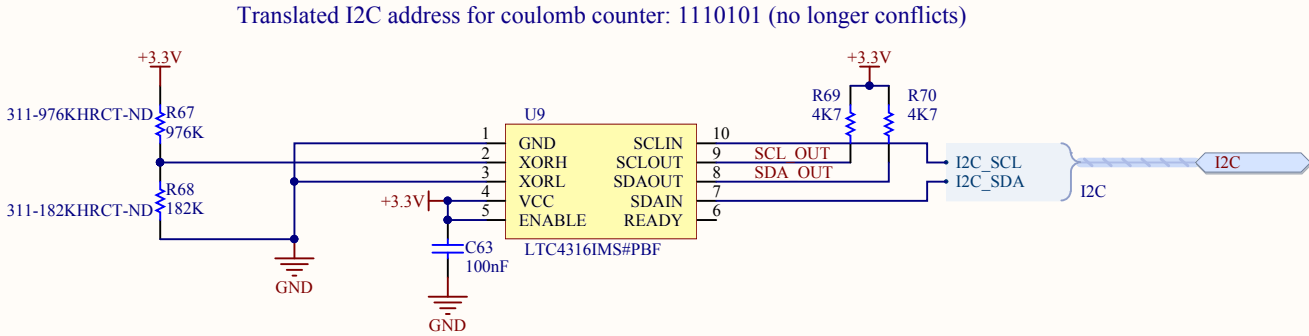 Translated I2C address for coulomb counter: 1110101 (no longer conflicts)
+3.3V
311-976KHRCT-ND
R67
976K
311-182KHRCT-ND
R68
182K
GND
+3.3V
C63
100nF
GND
U9
1 GND
2 XORH
3 XORL
4 VCC
5 ENABLE
SCLIN 10
SCLOUT 9
SDAOUT 8
SDAIN 7
READY 6
LTC4316IMS#PBF
SCL_OUT
SDA_OUT
+3.3V
R69
4K7
R70
4K7
I2C_SCL
I2C_SDA
I2C
I2C